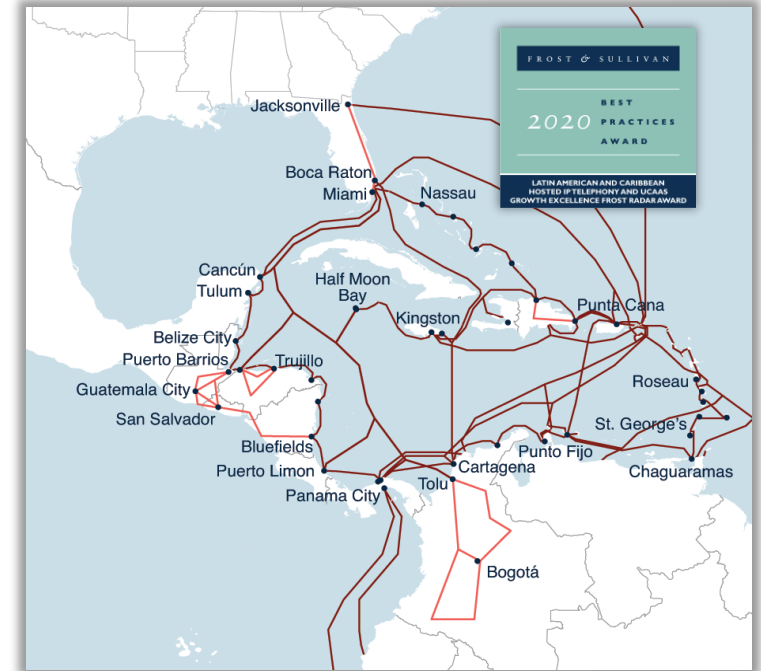 FROST & SULLIVAN
2020
BEST
PRACTICES
AWARD
LATIN AMERICAN AND CARIBBEAN
HOSTED IP TELEPHONY AND UCAAS
GROWTH EXCELLENCE FROST RADAR AWARD
Jacksonville
Boca Raton
Miami
Nassau
Cancún
Tulum
Half Moon
Bay
Kingston
Punta Cana
Belize City
Puerto Barrios
Trujillo
Guatemala City
San Salvador
Roseau
St. George's
Bluefields
Punto Fijo
Puerto Limon
Cartagena
Chaguaramas
Tolu
Panama City
Bogotá